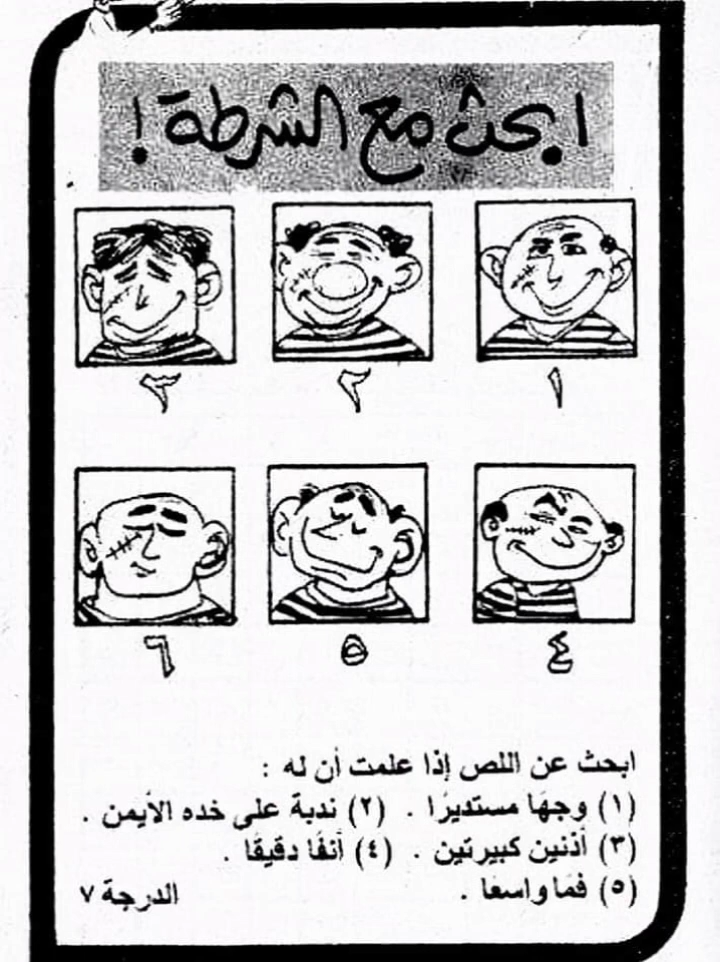 ابحث مع الشرطة !
١ ٢ ٣
٤ ٥ ٦
ابحث عن اللص إذا علمت أن له :
(١) وجهًا مستديرًا . (٢) ندبة على خده الأيمن .
(٣) أذنين كبيرتين . (٤) أنفًا دقيقًا .
(٥) فمًا واسعًا . الدرجة ٧